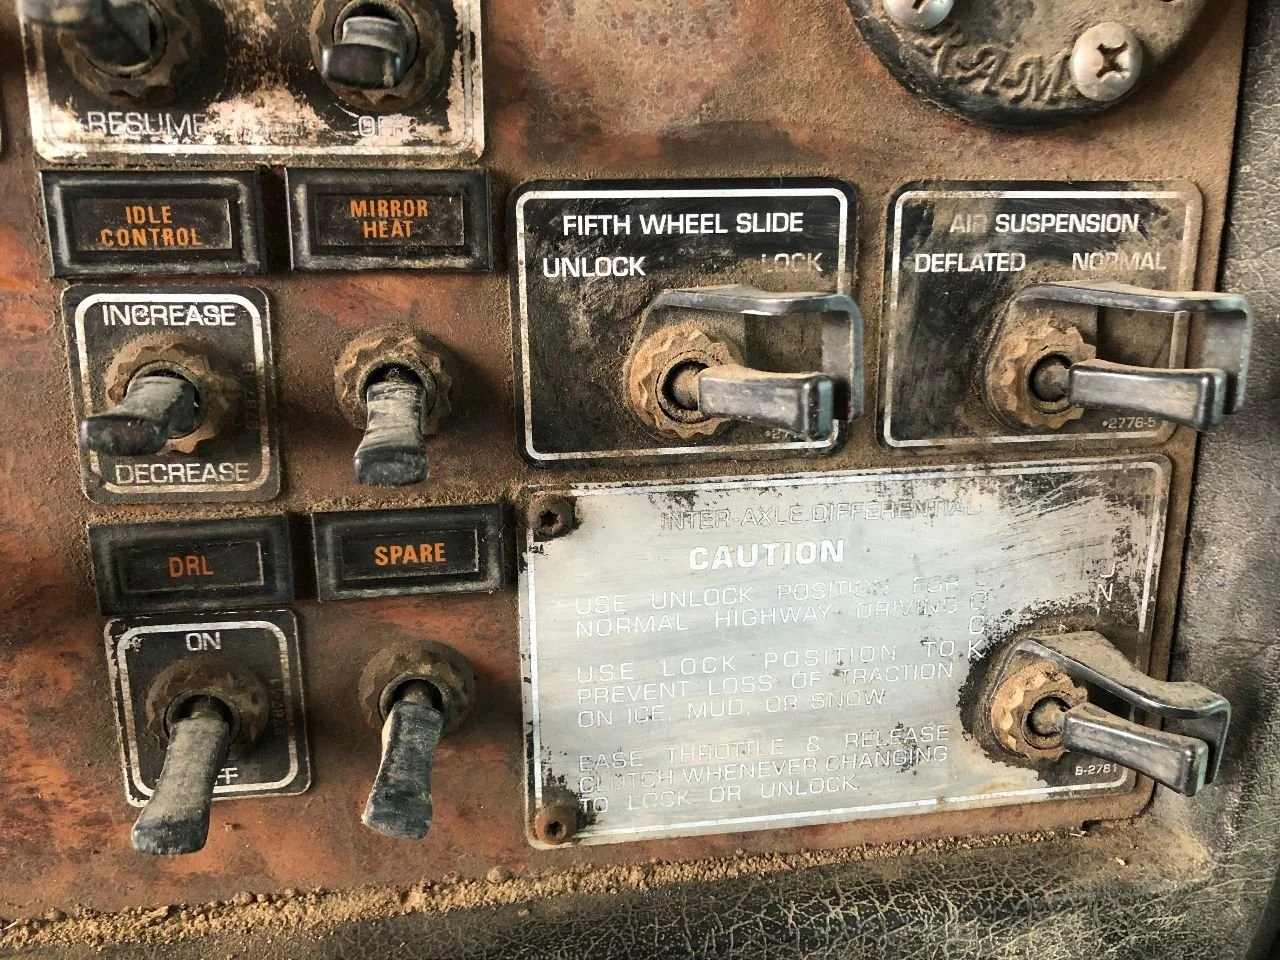 RESUME
OFF
RAM
IDLE
CONTROL
MIRROR
HEAT
FIFTH WHEEL SLIDE
UNLOCK LOCK
AIR SUSPENSION
DEFLATED NORMAL
INCREASE
DECREASE
•2776-5
DRL
SPARE
ON
INTER-AXLE DIFFERENTIAL
CAUTION
USE UNLOCK POSITION FOR
NORMAL HIGHWAY DRIVING
USE LOCK POSITION TO
PREVENT LOSS OF TRACTION
ON ICE, MUD, OR SNOW
EASE THROTTLE & RELEASE
CLUTCH WHENEVER CHANGING
TO LOCK OR UNLOCK
L
O
C
K
U
N
B-2781